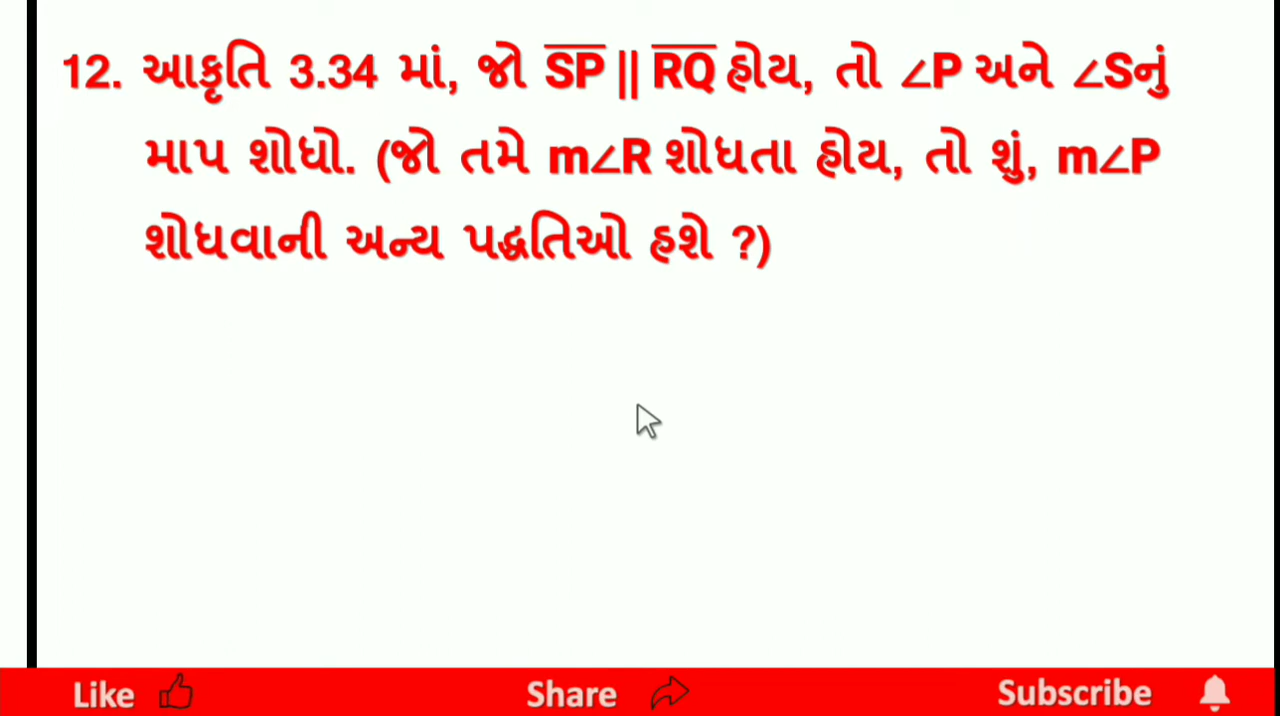 12. આકૃતિ 3.34 માં, જો SP || RQ હોય, તો ∠P અને ∠Sનું
માપ શોધો. (જો તમે m∠R શોધતા હોય, તો શું, m∠P
શોધવાની અન્ય પદ્ધતિઓ હશે ?)
Like Share Subscribe